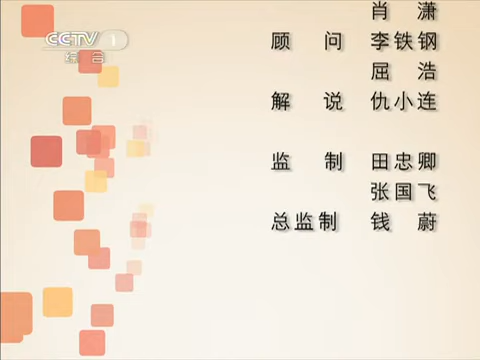 肖 潇
CCTV 1
综合
顾 问 李铁钢
屈 浩
解 说 仇小连
监 制 田忠卿
张国飞
总监制 钱 蔚